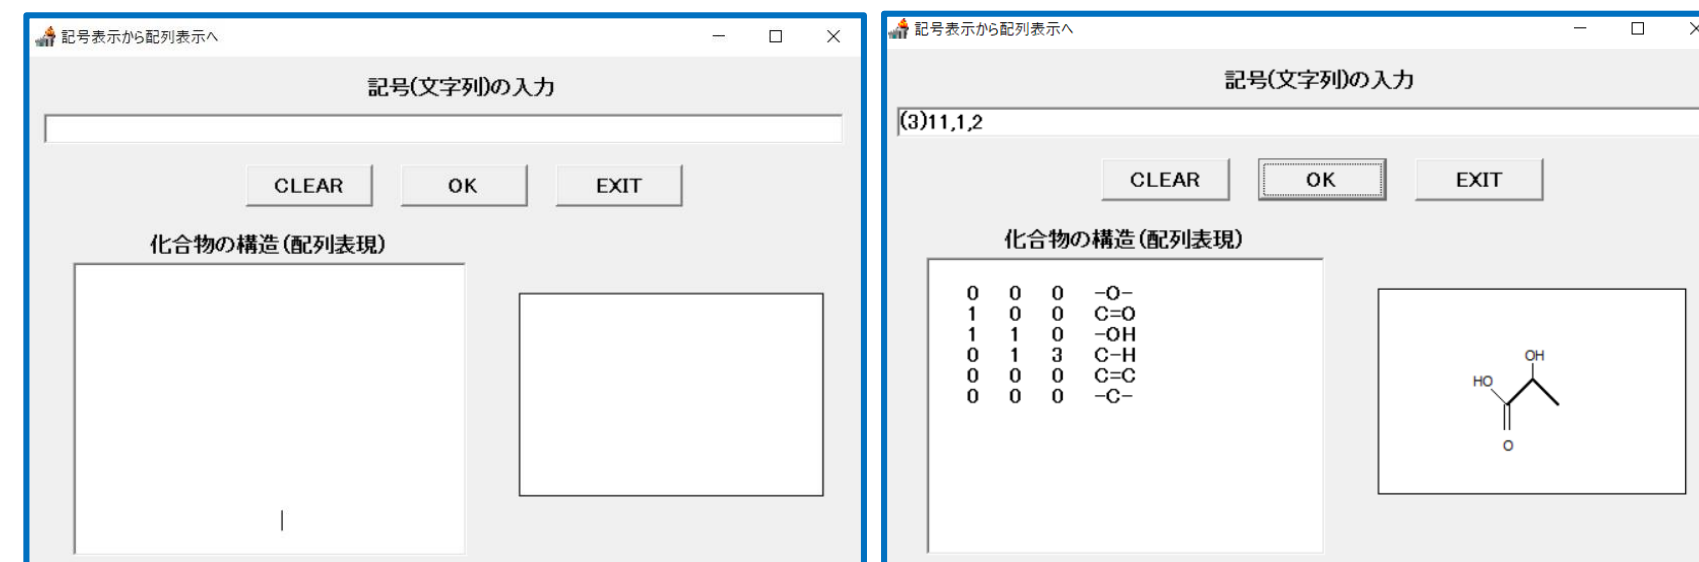 記号表示から配列表示へ
記号(文字列)の入力
CLEAR OK EXIT
化合物の構造(配列表現)
記号表示から配列表示へ
記号(文字列)の入力
(3)11,1,2
CLEAR OK EXIT
化合物の構造(配列表現)
0 0 0 -O-
1 0 0 C=O
1 1 0 -OH
0 1 3 C-H
0 0 0 C=C
0 0 0 -C-
OH
HO
O